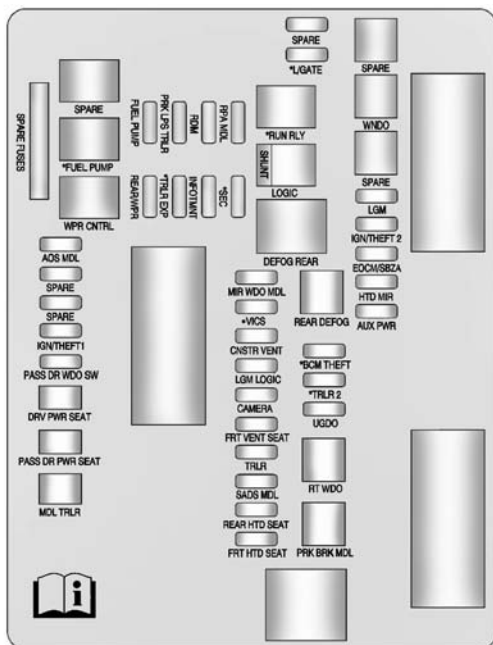 SPARE
*L/GATE
SPARE
WNDO
SPARE
LGM
IGN/THEFT 2
EOCM/SBZA
HTD MIR
AUX PWR
SPARE FUSES
SPARE
*FUEL PUMP
WPR CNTRL
AOS MDL
SPARE
SPARE
IGN/THEFT1
PASS DR WDO SW
DRV PWR SEAT
PASS DR PWR SEAT
MDL TRLR
FUEL PUMP
PRK LPS TRLR
RDM
RPA MDL
REAR/WPR
*TRLR EXP
INFOTMNT
*SEC
*RUN RLY
SHUNT
LOGIC
DEFOG REAR
MIR WDO MDL
*VICS
CNSTR VENT
LGM LOGIC
CAMERA
FRT VENT SEAT
TRLR
SADS MDL
REAR HTD SEAT
FRT HTD SEAT
REAR DEFOG
*BCM THEFT
*TRLR 2
UGDO
RT WDO
PRK BRK MDL
i